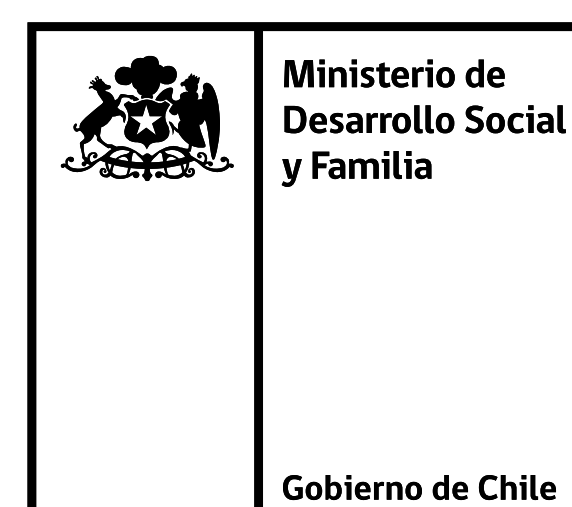 Ministerio de
Desarrollo Social
y Familia
Gobierno de Chile